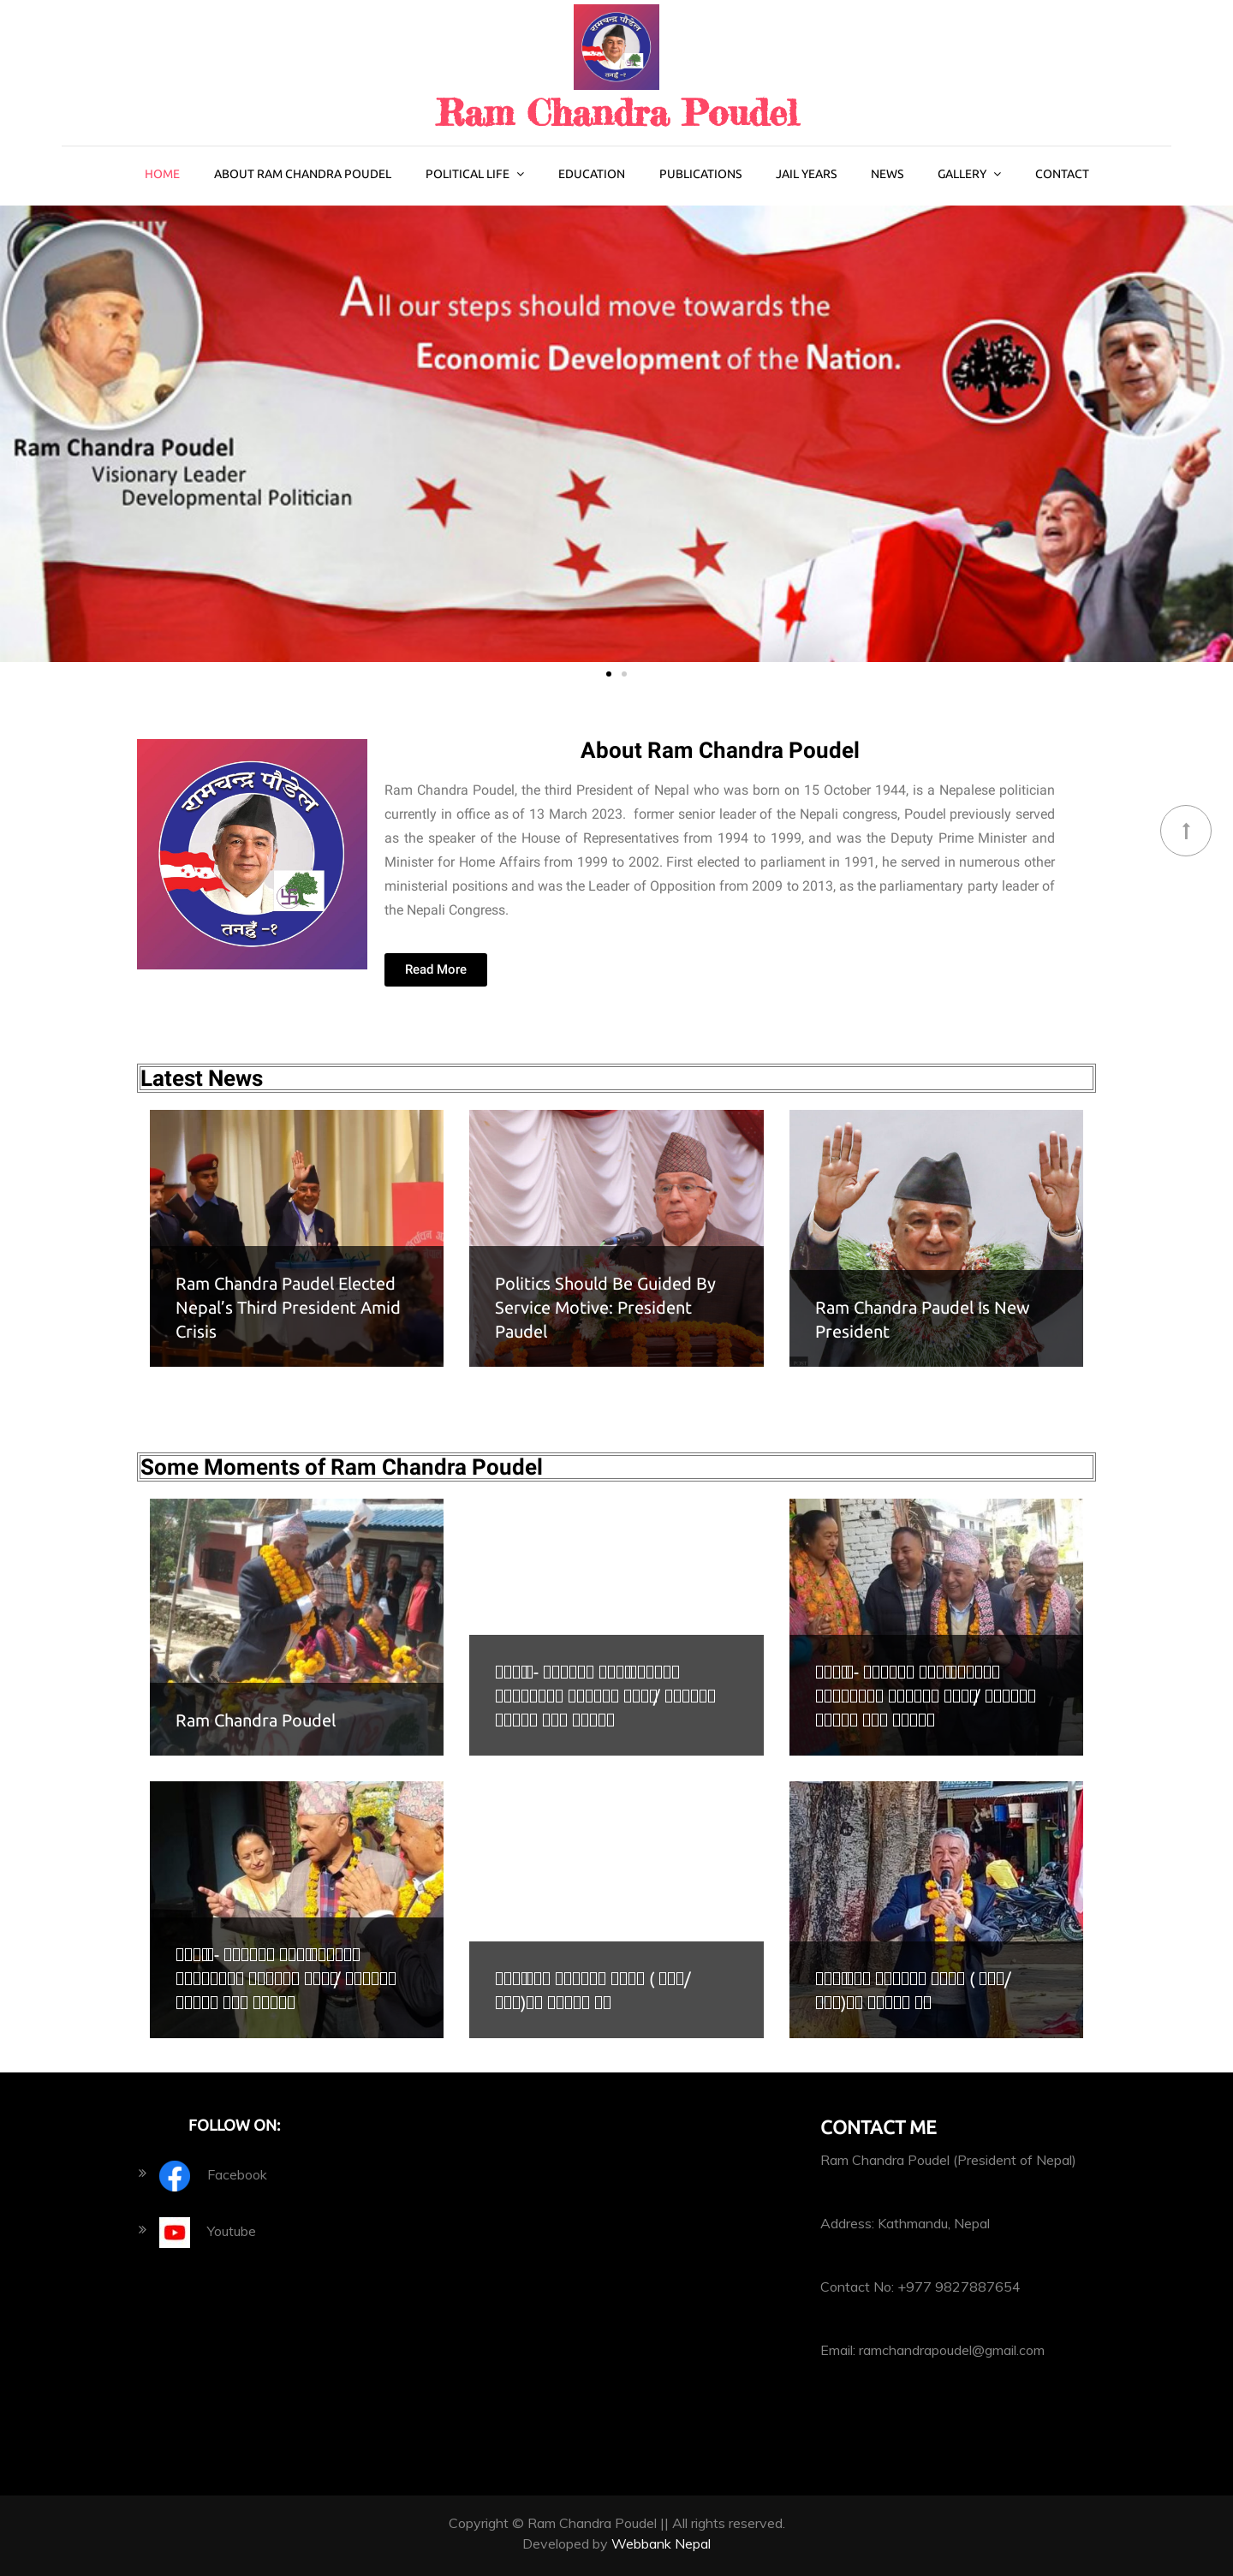 रामचन्द्र पौडेल
तनहुँ -१
Ram Chandra Poudel
HOME ABOUT RAM CHANDRA POUDEL POLITICAL LIFE EDUCATION PUBLICATIONS JAIL YEARS NEWS GALLERY CONTACT
All our steps should move towards the
Economic Development of the Nation.
Ram Chandra Poudel
Visionary Leader
Developmental Politician
रामचन्द्र पौडेल
तनहुँ -१
About Ram Chandra Poudel
Ram Chandra Poudel, the third President of Nepal who was born on 15 October 1944, is a Nepalese politician
currently in office as of 13 March 2023. former senior leader of the Nepali congress, Poudel previously served
as the speaker of the House of Representatives from 1994 to 1999, and was the Deputy Prime Minister and
Minister for Home Affairs from 1999 to 2002. First elected to parliament in 1991, he served in numerous other
ministerial positions and was the Leader of Opposition from 2009 to 2013, as the parliamentary party leader of
the Nepali Congress.
Read More
Latest News
Ram Chandra Paudel Elected
Nepal’s Third President Amid
Crisis
Politics Should Be Guided By
Service Motive: President
Paudel
Ram Chandra Paudel Is New
President
Some Moments of Ram Chandra Poudel
Ram Chandra Poudel
FOLLOW ON:
Facebook
Youtube
CONTACT ME
Ram Chandra Poudel (President of Nepal)
Address: Kathmandu, Nepal
Contact No: +977 9827887654
Email: ramchandrapoudel@gmail.com
Copyright © Ram Chandra Poudel || All rights reserved.
Developed by Webbank Nepal